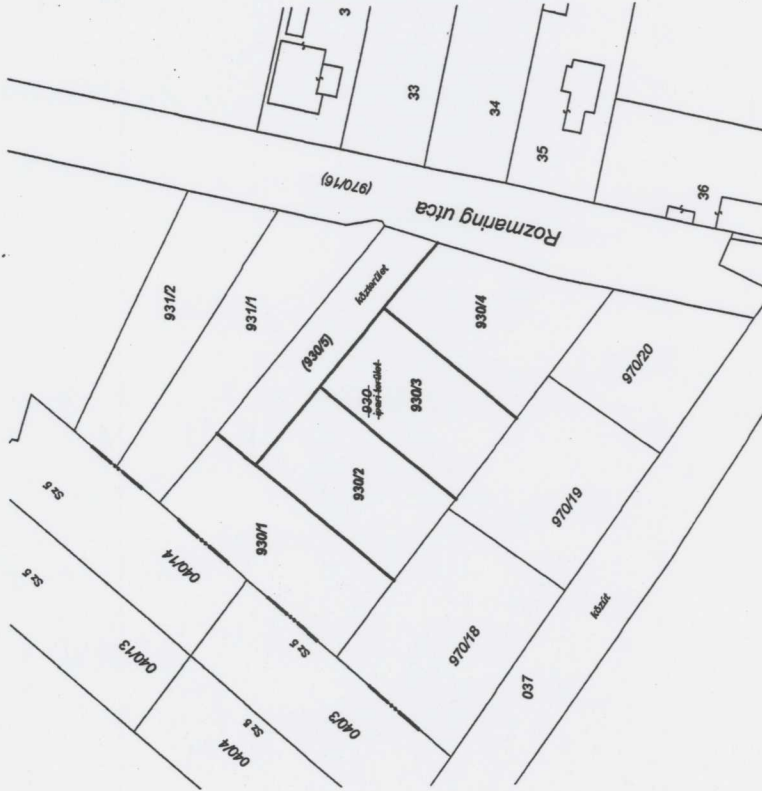 3
33
34
35
36
(970/16)
Rozmaring utca
931/2
931/1
közterület
(930/5)
930/4
930
ipari terület
930/3
930/2
930/1
970/20
970/19
970/18
Sz 5
040/14
Sz 5
040/13
Sz 5
040/3
Sz 5
040/4
közút
037